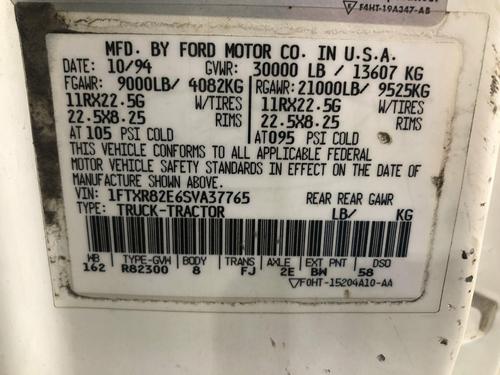 F4HT-19A347-AB
MFD. BY FORD MOTOR CO. IN U.S.A.
DATE: 10/94 GVWR: 30000 LB / 13607 KG
FGAWR: 9000LB/ 4082KG RGAWR: 21000LB/ 9525KG
11RX22.5G W/TIRES 11RX22.5G W/TIRES
22.5X8.25 RIMS 22.5X8.25 RIMS
AT 105 PSI COLD AT095 PSI COLD
THIS VEHICLE CONFORMS TO ALL APPLICABLE FEDERAL
MOTOR VEHICLE SAFETY STANDARDS IN EFFECT ON THE DATE OF
MANUFACTURE SHOWN ABOVE.
VIN: 1FTXR82E6SVA37765 REAR REAR GAWR
TYPE: TRUCK-TRACTOR LB/ KG
WB TYPE-GVW BODY TRANS AXLE EXT PNT DSO
162 R82300 8 FJ 2E BW 58
F0HT-15204A10-AA